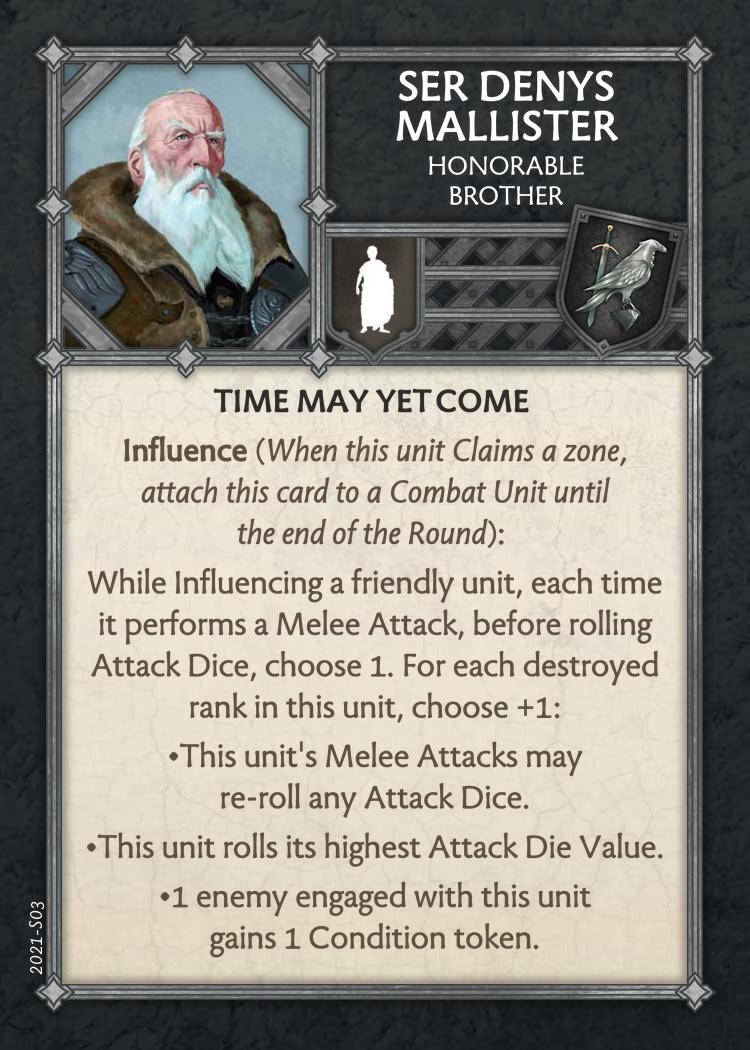 SER DENYS
MALLISTER
HONORABLE
BROTHER
TIME MAY YET COME
Influence (When this unit Claims a zone,
attach this card to a Combat Unit until
the end of the Round):
While Influencing a friendly unit, each time
it performs a Melee Attack, before rolling
Attack Dice, choose 1. For each destroyed
rank in this unit, choose +1:
•This unit's Melee Attacks may
re-roll any Attack Dice.
•This unit rolls its highest Attack Die Value.
•1 enemy engaged with this unit
gains 1 Condition token.
2021-S03